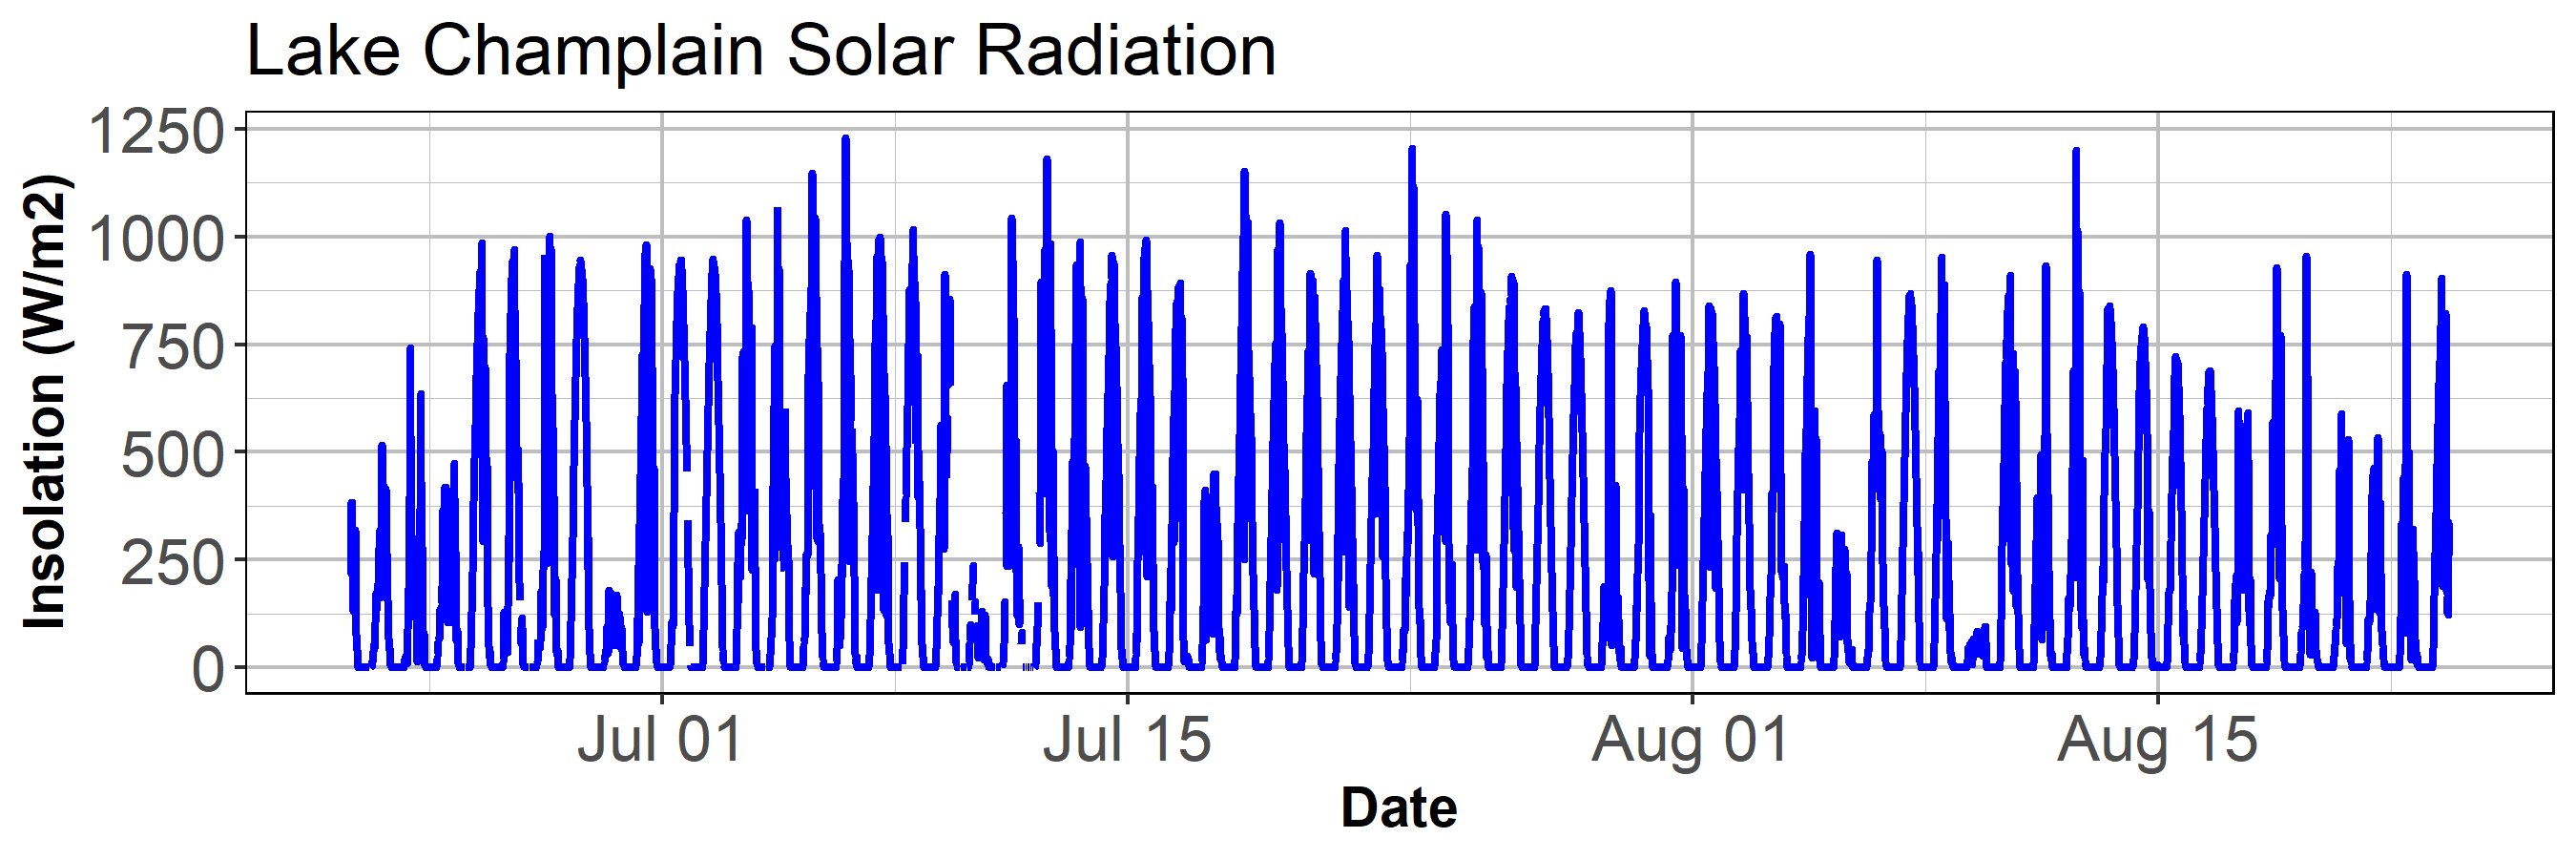 Lake Champlain Solar Radiation
1250
1000
750
500
250
0
Insolation (W/m2)
Jul 01
Jul 15
Aug 01
Aug 15
Date